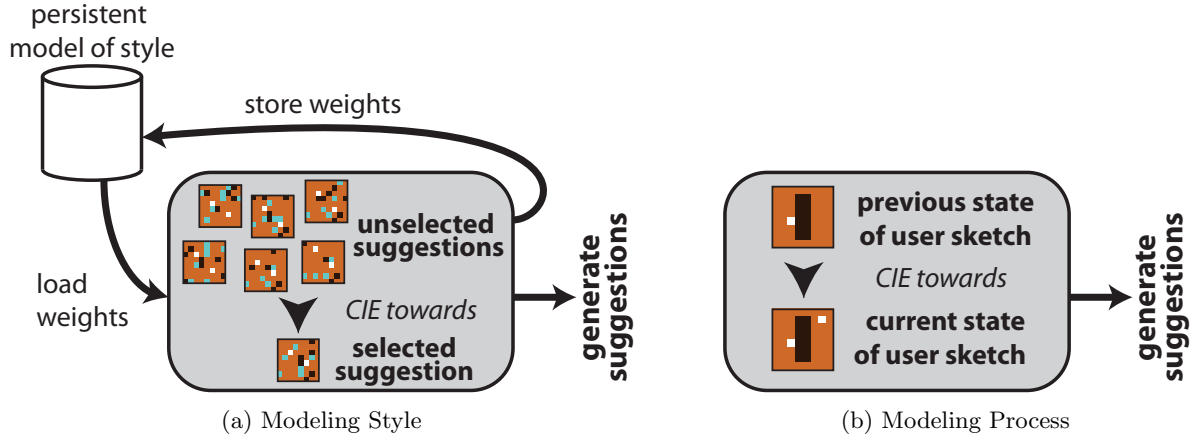 persistent
model of style
store weights
load
weights
unselected
suggestions
CIE towards
selected
suggestion
generate
suggestions
(a) Modeling Style
previous state
of user sketch
CIE towards
current state
of user sketch
generate
suggestions
(b) Modeling Process